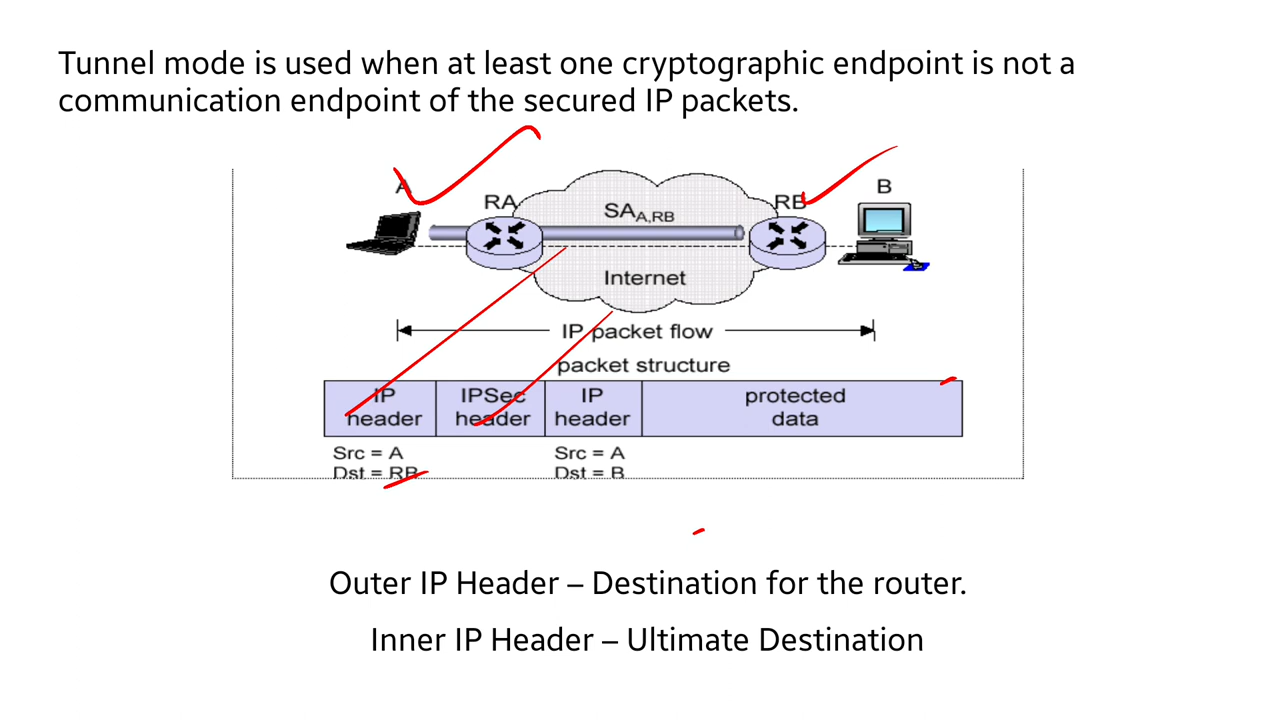 Tunnel mode is used when at least one cryptographic endpoint is not a
communication endpoint of the secured IP packets.
A
RA
SA A,RB
RB
B
Internet
IP packet flow
packet structure
IP header
IPSec header
IP header
protected data
Src = A
Dst = RB
Src = A
Dst = B
Outer IP Header – Destination for the router.
Inner IP Header – Ultimate Destination